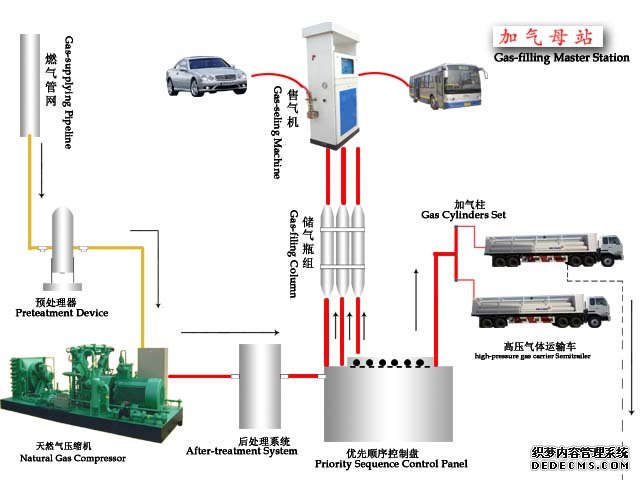 加气母站
Gas-filling Master Station
燃气管网
Gas-supplying Pipeline
售气机
Gas-seling Machine
储气瓶组
Gas-filing Column
加气柱
Gas Cylinders Set
预处理器
Pretreatment Device
高压气体运输车
high-pressure gas carrier Semitrailer
天然气压缩机
Natural Gas Compressor
后处理系统
After-treatment System
优先顺序控制盘
Priority Sequence Control Panel
织梦内容管理系统
DEDECMS.COM